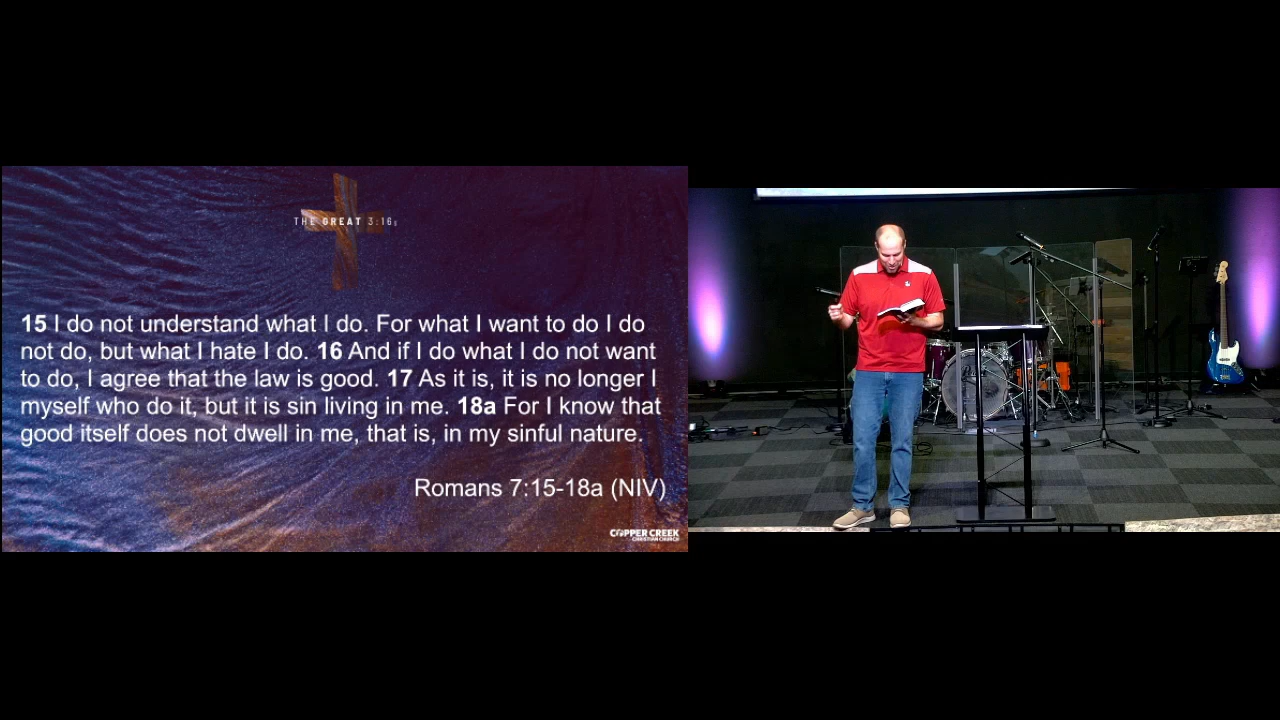 THE GREAT 3:16s
15 I do not understand what I do. For what I want to do I do
not do, but what I hate I do. 16 And if I do what I do not want
to do, I agree that the law is good. 17 As it is, it is no longer I
myself who do it, but it is sin living in me. 18a For I know that
good itself does not dwell in me, that is, in my sinful nature.
Romans 7:15-18a (NIV)
COPPER CREEK
CHRISTIAN CHURCH